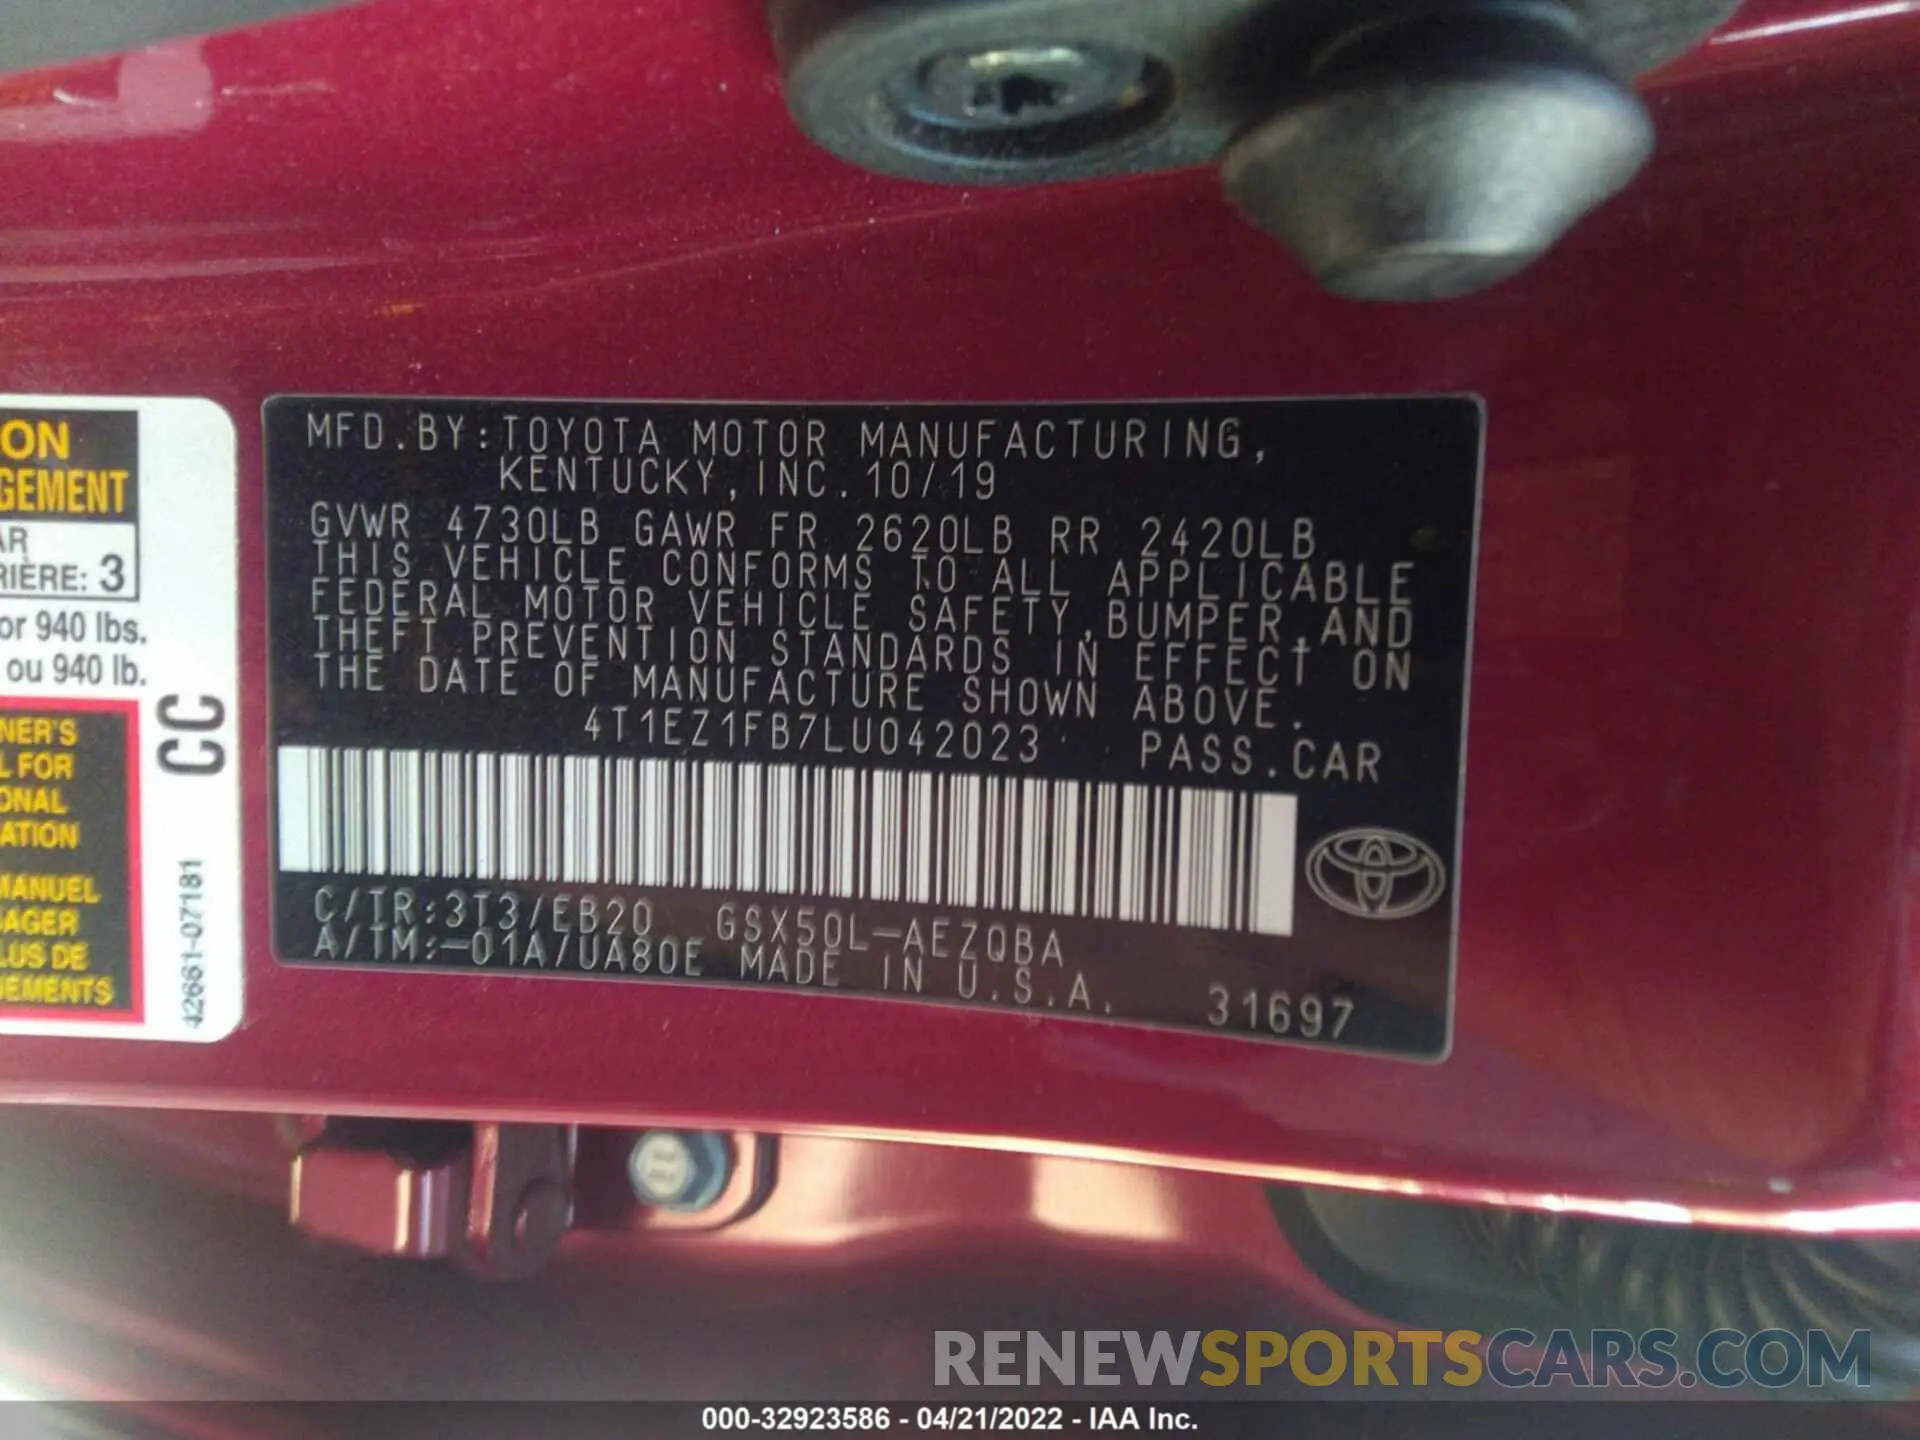 ON
GEMENT
AR
RIÈRE: 3
or 940 lbs.
ou 940 lb.
NER'S
L FOR
ONAL
ATION
MANUEL
AGER
LUS DE
GEMENTS
CC
42661-07181
MFD.BY:TOYOTA MOTOR MANUFACTURING,
KENTUCKY,INC. 10/19
GVWR 4730LB GAWR FR 2620LB RR 2420LB
THIS VEHICLE CONFORMS TO ALL APPLICABLE
FEDERAL MOTOR VEHICLE SAFETY,BUMPER,AND
THEFT PREVENTION STANDARDS IN EFFECT ON
THE DATE OF MANUFACTURE SHOWN ABOVE.
4T1EZ1FB7LU042023 PASS.CAR
C/TR:3T3/EB20 GSX50L-AEZQBA
A/TM:-01A/UA80E MADE IN U.S.A. 31697
RENEWSPORTSCARS.COM
000-32923586 - 04/21/2022 - IAA Inc.